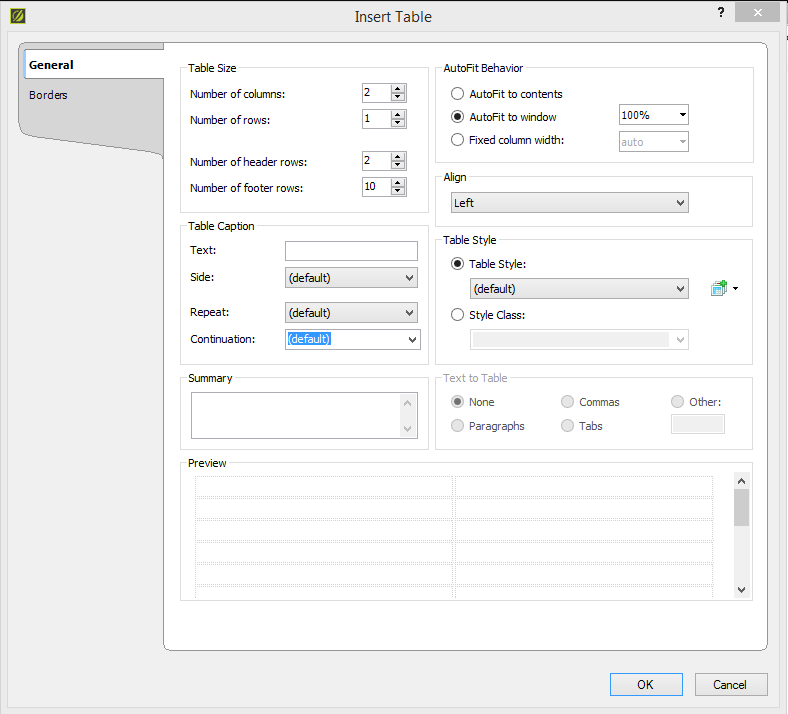 Insert Table
?
General
Borders
Table Size
Number of columns: 2
Number of rows: 1
Number of header rows: 2
Number of footer rows: 10
AutoFit Behavior
AutoFit to contents
AutoFit to window 100%
Fixed column width: auto
Align
Left
Table Caption
Text:
Side: (default)
Repeat: (default)
Continuation: (default)
Table Style
Table Style:
(default)
Style Class:
Summary
Text to Table
None Commas Other:
Paragraphs Tabs
Preview
OK Cancel